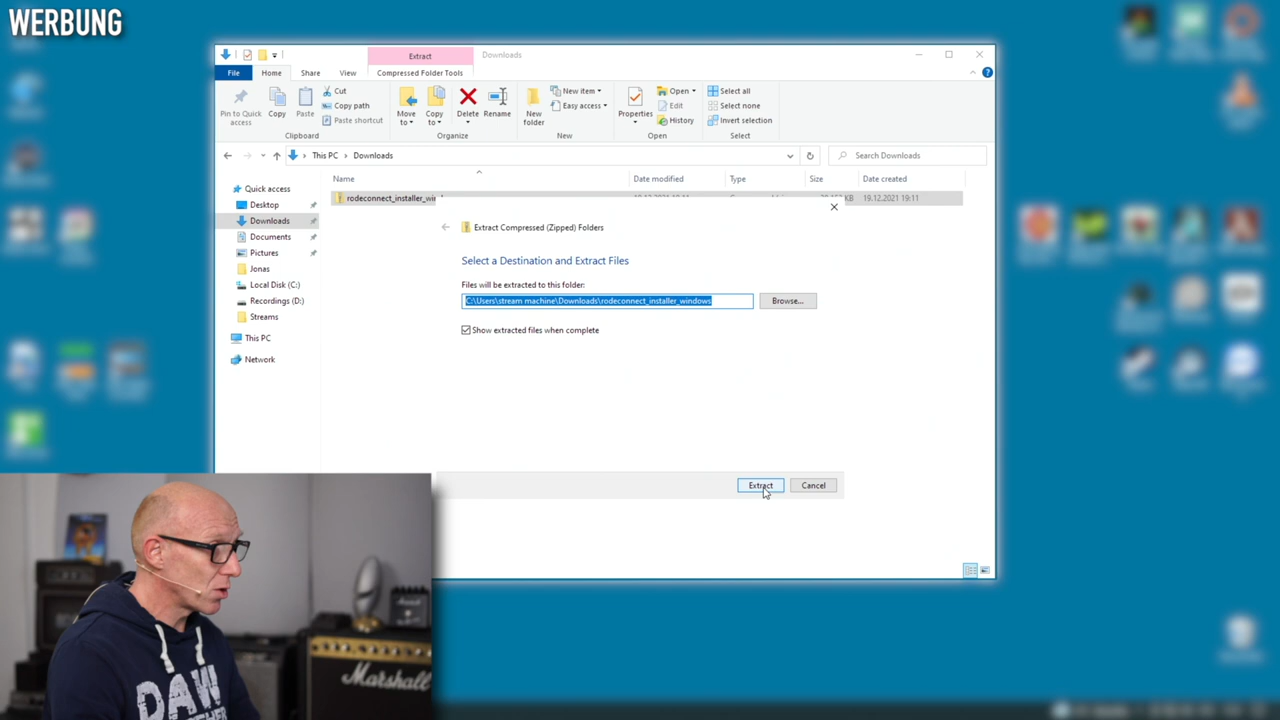 WERBUNG
Extract
Downloads
File
Home
Share
View
Compressed Folder Tools
Pin to Quick
access
Copy
Paste
Cut
Copy path
Paste shortcut
Clipboard
Move
to
Copy
to
Delete
Rename
Organize
New
folder
New item
Easy access
New
Properties
Open
Edit
History
Open
Select all
Select none
Invert selection
Select
This PC
Downloads
Search Downloads
Name
Date modified
Type
Size
Date created
rodeconnect_installer_win
KB
19.12.2021 19:11
Quick access
Desktop
Downloads
Documents
Pictures
Jonas
Local Disk (C:)
Recordings (D:)
Streams
This PC
Network
Extract Compressed (Zipped) Folders
Select a Destination and Extract Files
Files will be extracted to this folder:
C:\Users\stream machine\Downloads\rodeconnect_installer_windows
Browse...
Show extracted files when complete
Extract
Cancel
Marshall
DAW